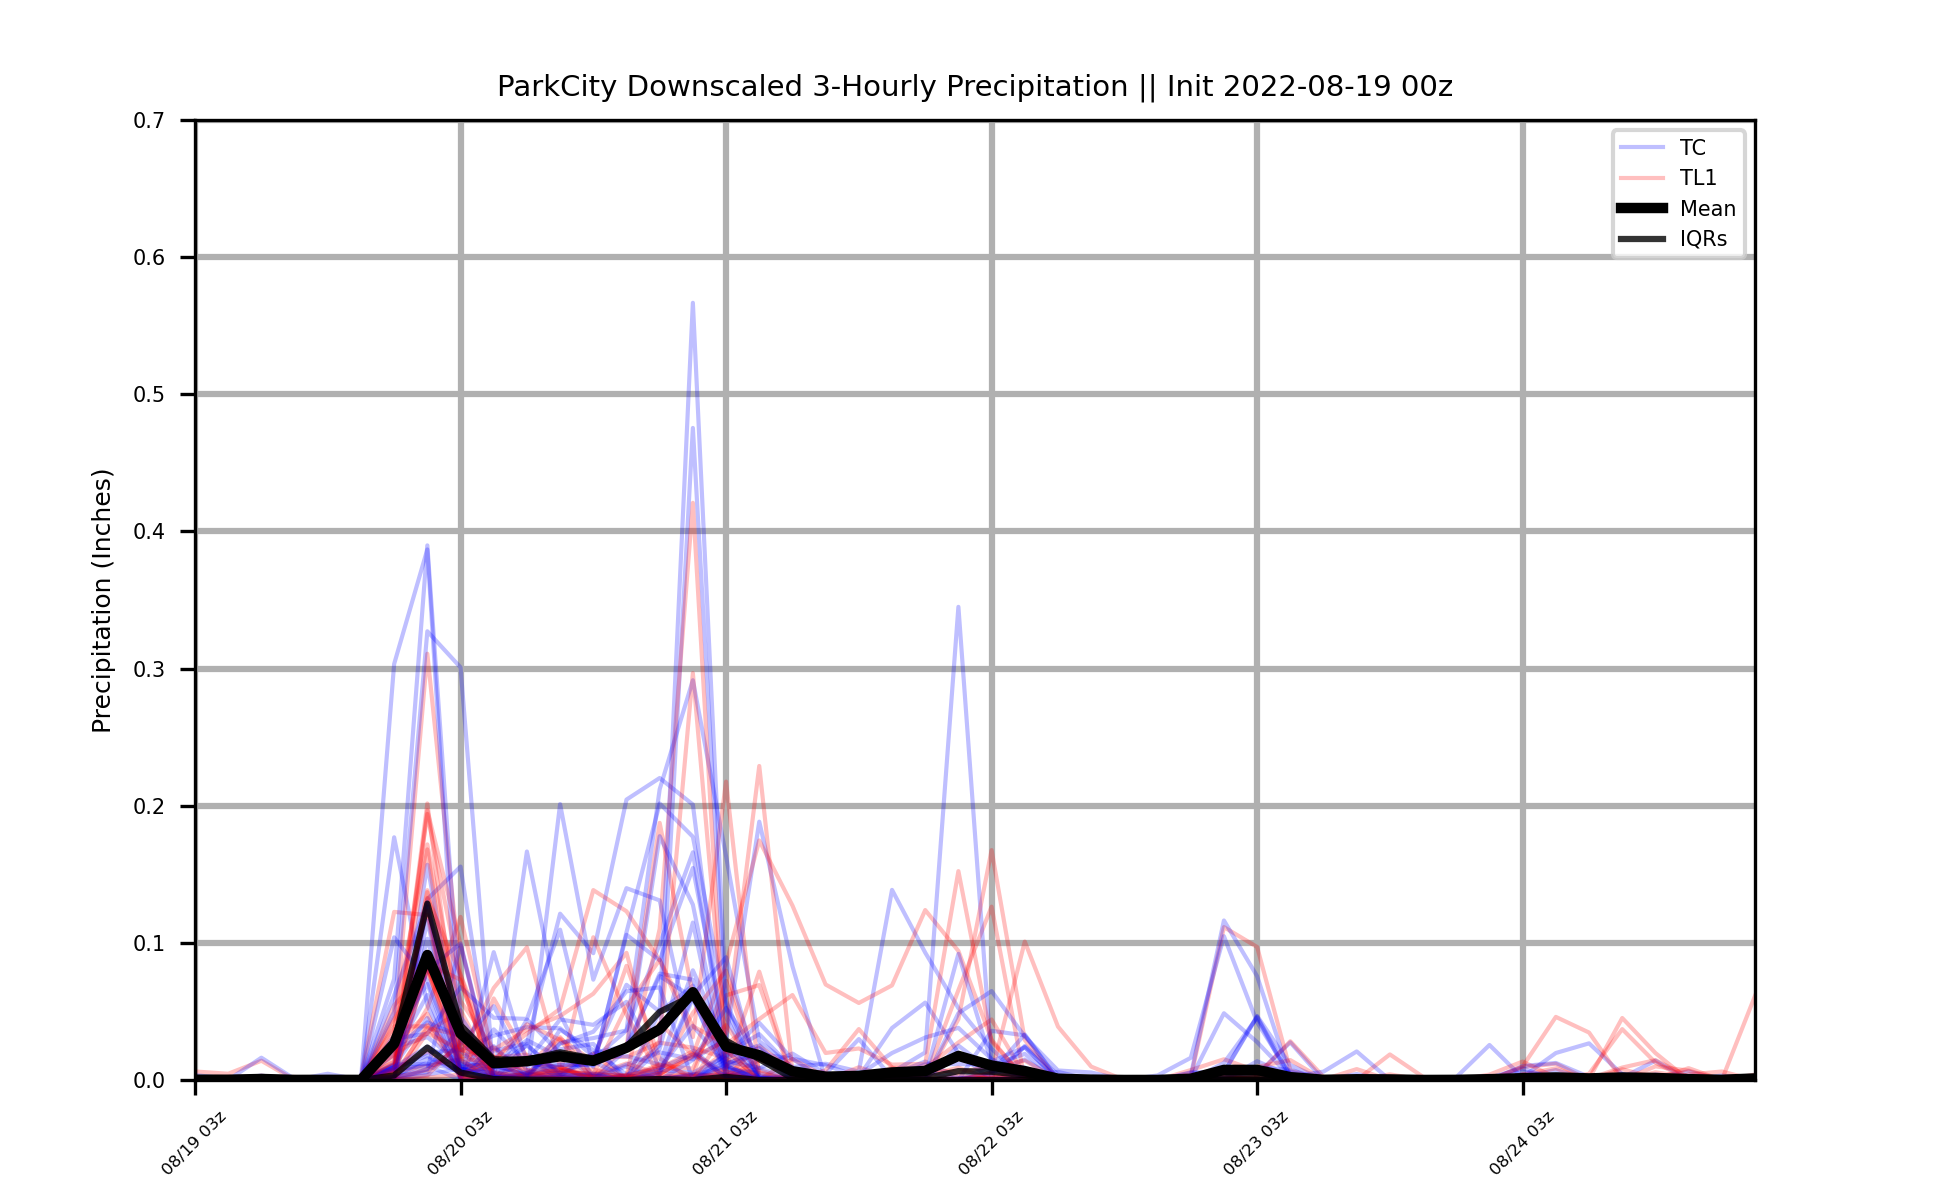 ParkCity Downscaled 3-Hourly Precipitation || Init 2022-08-19 00z
0.7
0.6
0.5
0.4
0.3
0.2
0.1
0.0
Precipitation (Inches)
TC
TL1
Mean
IQRs
08/19 03z
08/20 03z
08/21 03z
08/22 03z
08/23 03z
08/24 03z